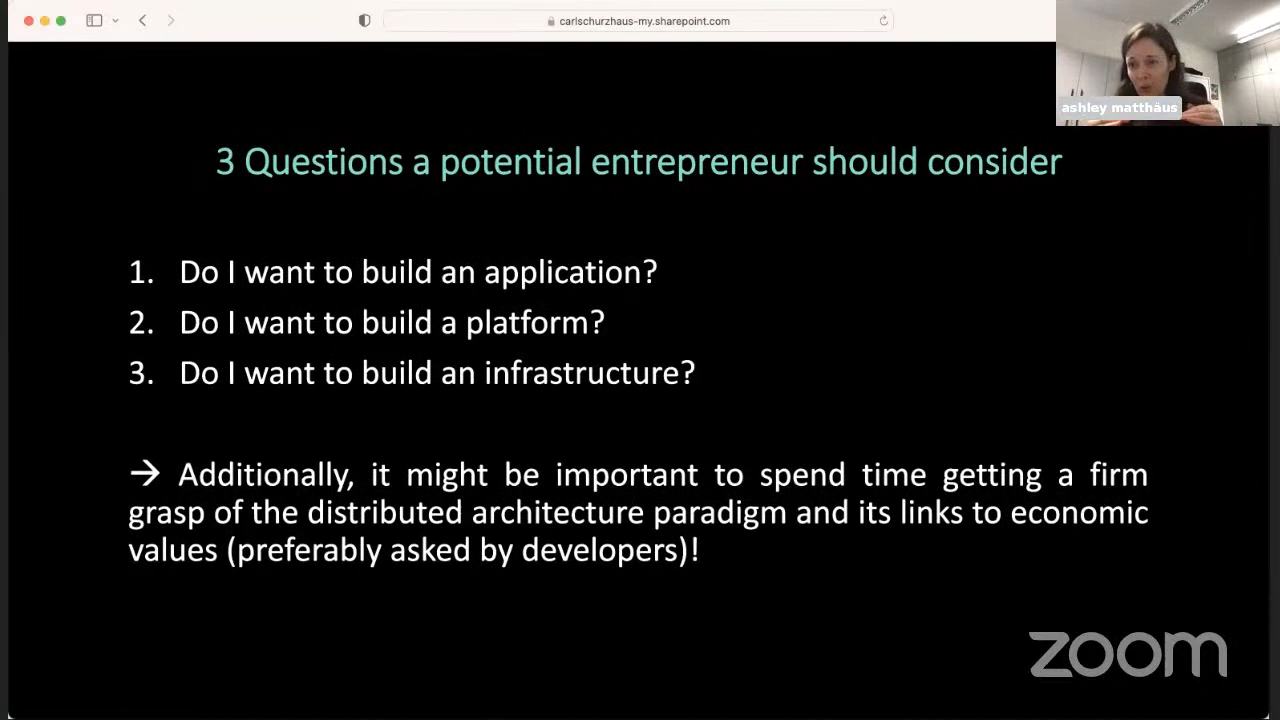 carlschurzhaus-my.sharepoint.com
ashley matthäus
3 Questions a potential entrepreneur should consider
1. Do I want to build an application?
2. Do I want to build a platform?
3. Do I want to build an infrastructure?
→ Additionally, it might be important to spend time getting a firm
grasp of the distributed architecture paradigm and its links to economic
values (preferably asked by developers)!
zoom